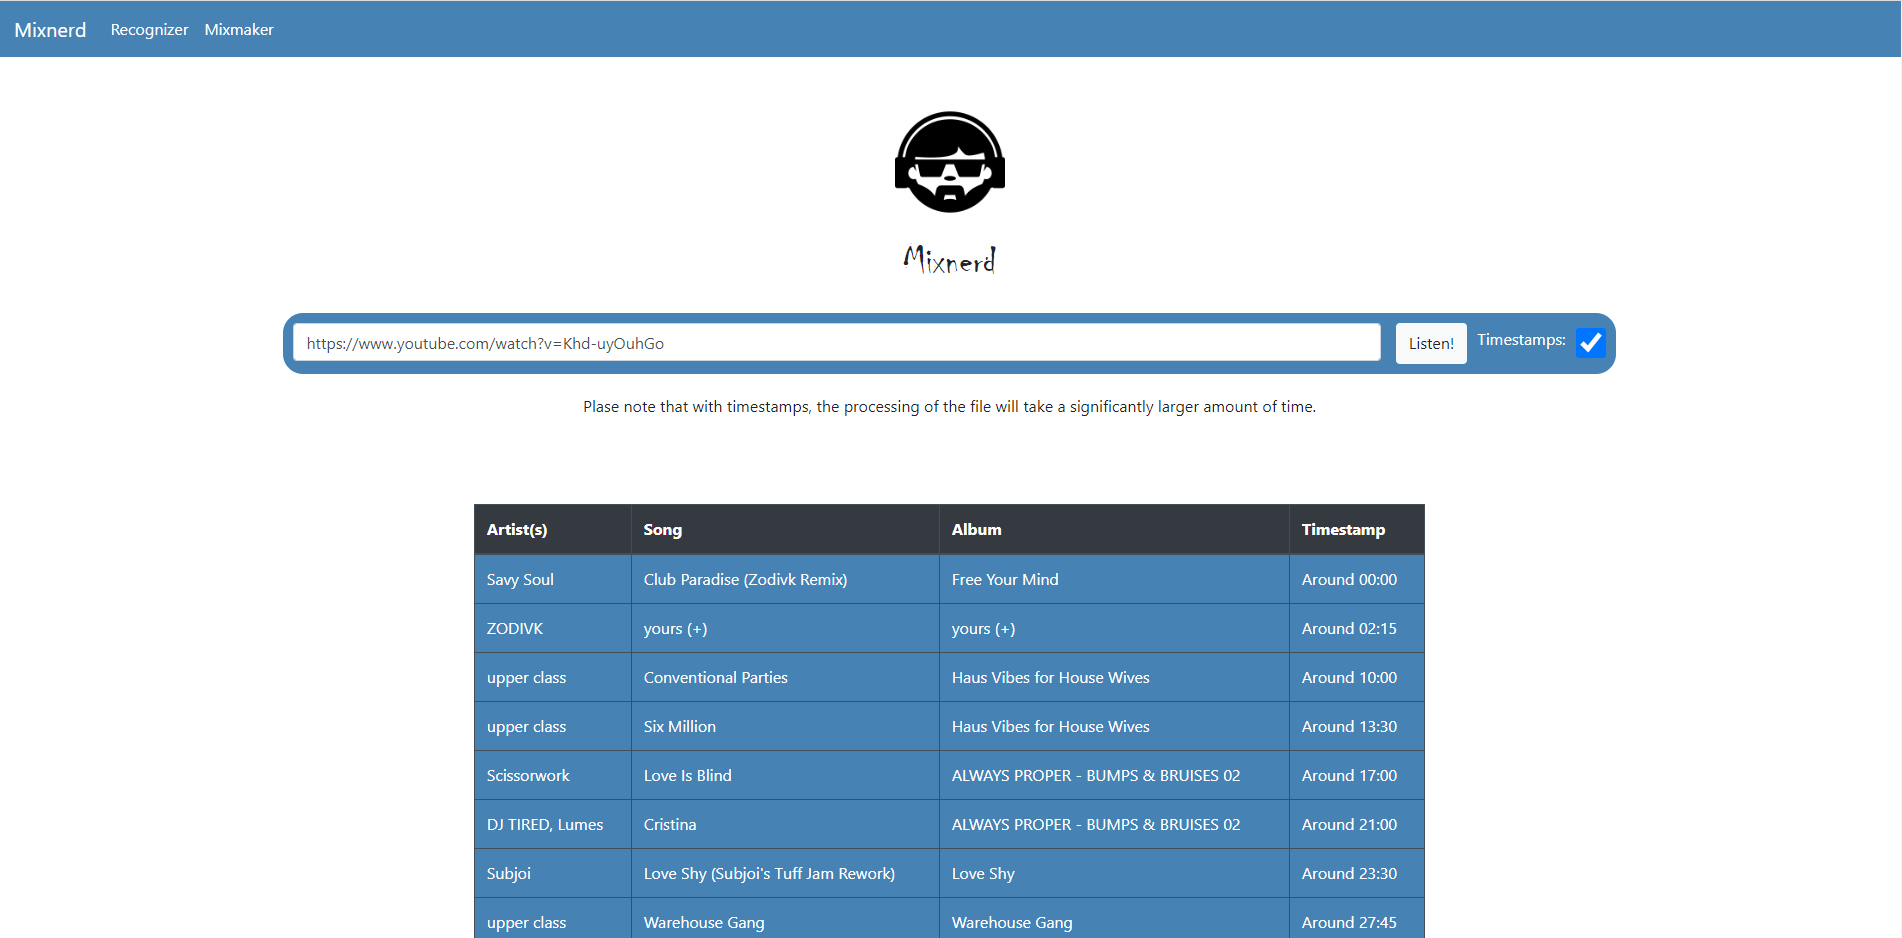 Mixnerd Recognizer Mixmaker
Mixnerd
https://www.youtube.com/watch?v=Khd-uyOuhGo Listen! Timestamps:
Plase note that with timestamps, the processing of the file will take a significantly larger amount of time.
Artist(s) Song Album Timestamp
Savy Soul Club Paradise (Zodivk Remix) Free Your Mind Around 00:00
ZODIVK yours (+) yours (+) Around 02:15
upper class Conventional Parties Haus Vibes for House Wives Around 10:00
upper class Six Million Haus Vibes for House Wives Around 13:30
Scissorwork Love Is Blind ALWAYS PROPER - BUMPS & BRUISES 02 Around 17:00
DJ TIRED, Lumes Cristina ALWAYS PROPER - BUMPS & BRUISES 02 Around 21:00
Subjoi Love Shy (Subjoi's Tuff Jam Rework) Love Shy Around 23:30
upper class Warehouse Gang Warehouse Gang Around 27:45